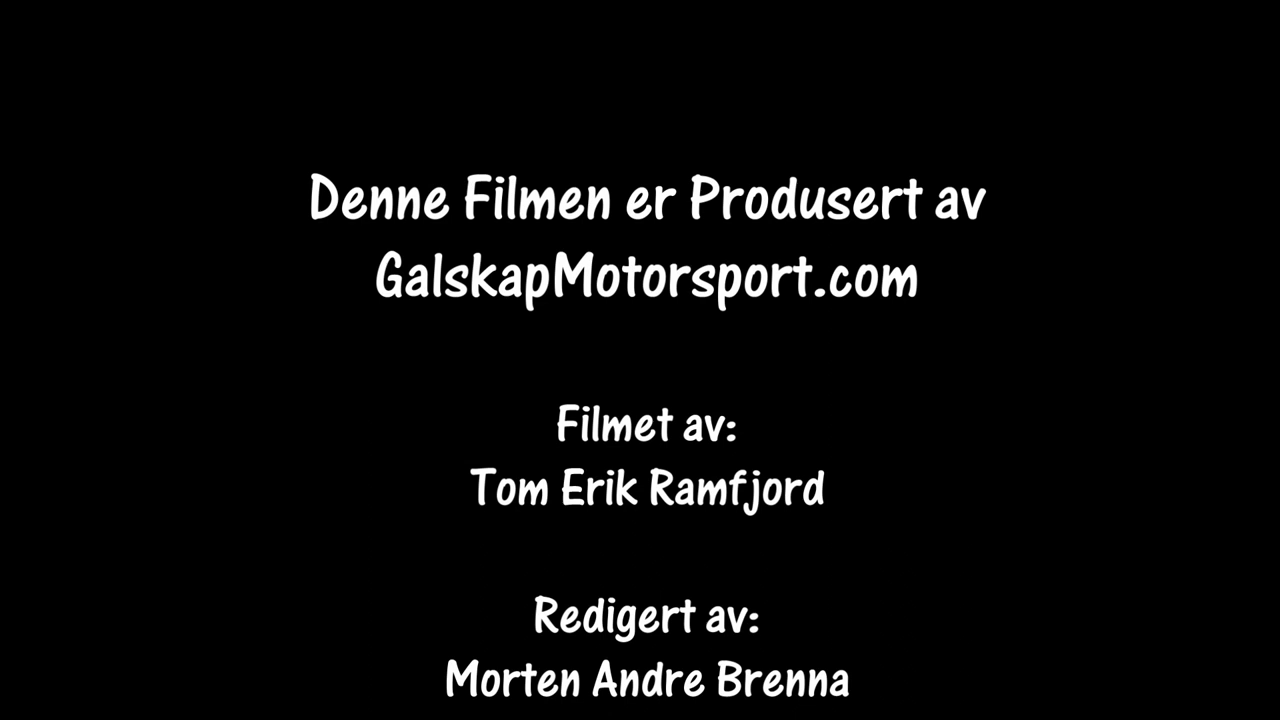 Denne Filmen er Produsert av
GalskapMotorsport.com
Filmet av:
Tom Erik Ramfjord
Redigert av:
Morten Andre Brenna